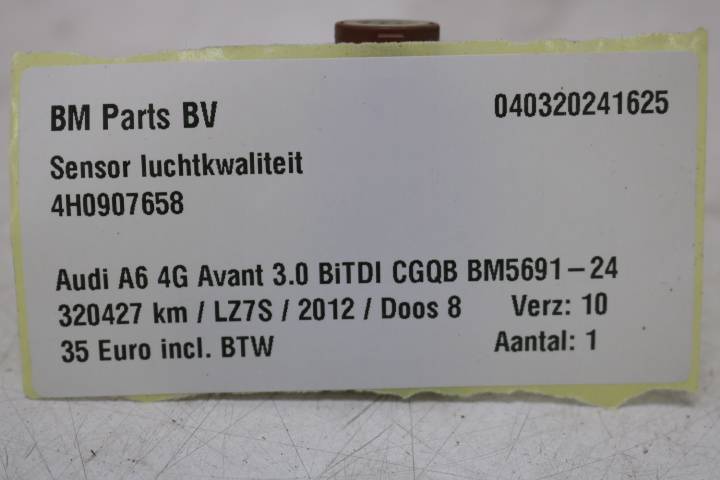 BM Parts BV 040320241625
Sensor luchtkwaliteit
4H0907658
Audi A6 4G Avant 3.0 BiTDI CGQB BM5691-24
320427 km / LZ7S / 2012 / Doos 8 Verz: 10
35 Euro incl. BTW Aantal: 1